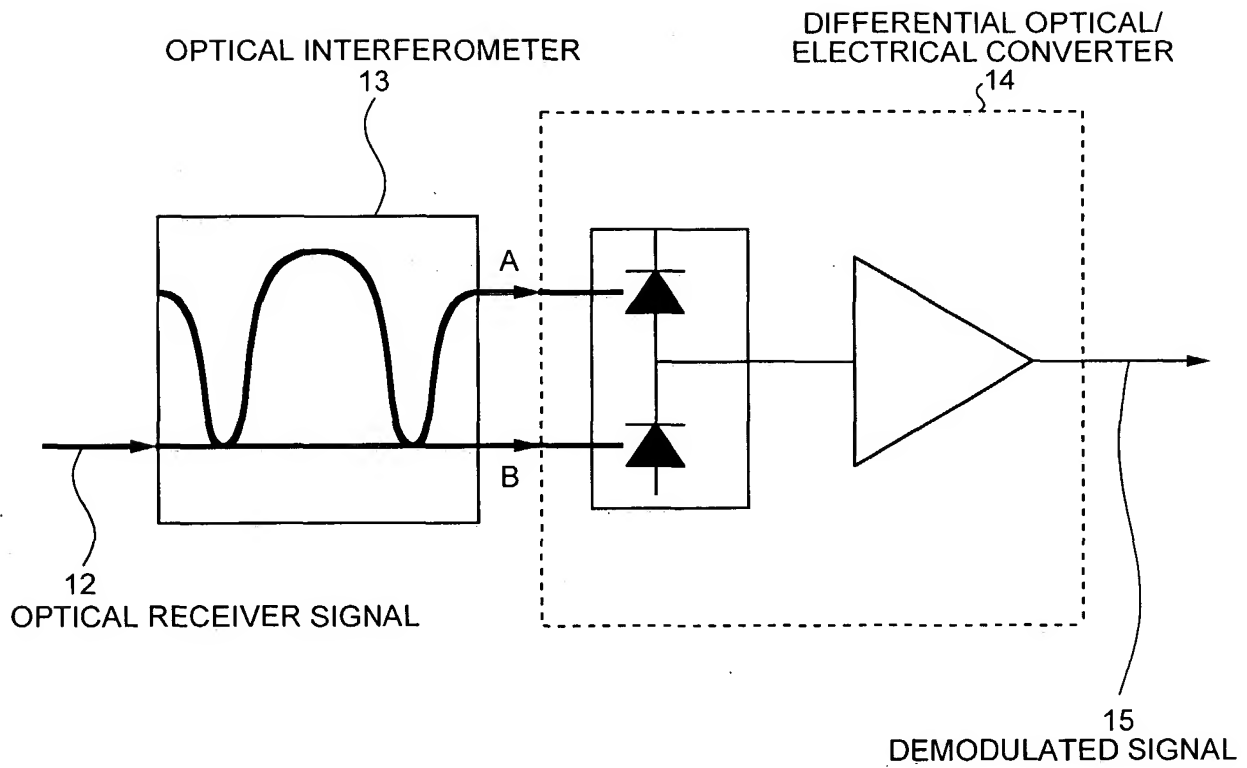 DIFFERENTIAL OPTICAL/
ELECTRICAL CONVERTER
14
OPTICAL INTERFEROMETER
13
A
B
12
OPTICAL RECEIVER SIGNAL
15
DEMODULATED SIGNAL